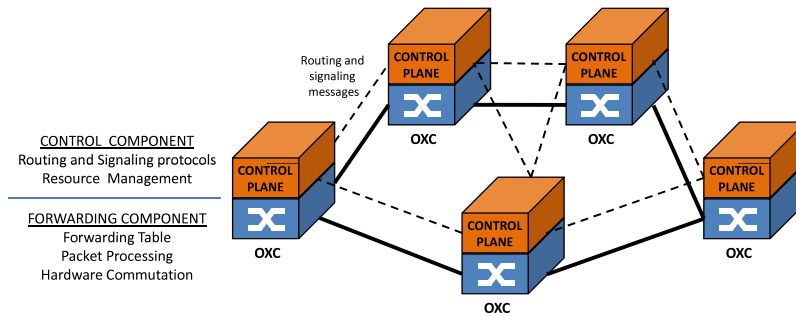 Routing and
signaling
messages
CONTROL
PLANE
OXC
CONTROL
PLANE
OXC
CONTROL COMPONENT
Routing and Signaling protocols
Resource Management
FORWARDING COMPONENT
Forwarding Table
Packet Processing
Hardware Commutation
CONTROL
PLANE
OXC
CONTROL
PLANE
OXC
CONTROL
PLANE
OXC